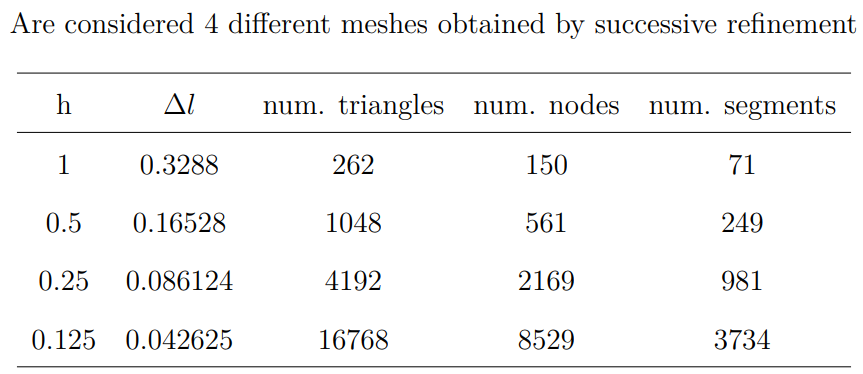 Are considered 4 different meshes obtained by successive refinement
h Δl num. triangles num. nodes num. segments
1 0.3288 262 150 71
0.5 0.16528 1048 561 249
0.25 0.086124 4192 2169 981
0.125 0.042625 16768 8529 3734